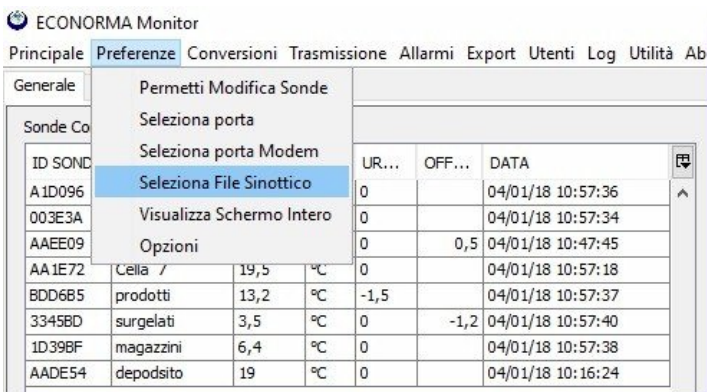 ECONORMA Monitor
Principale Preferenze Conversioni Trasmissione Allarmi Export Utenti Log Utilità Ab
Generale
Permetti Modifica Sonde
Seleziona porta
Seleziona porta Modem
Seleziona File Sinottico
Visualizza Schermo Intero
Opzioni
Sonde Co
ID SOND UR... OFF... DATA
A1D096 0 04/01/18 10:57:36
003E3A 0 04/01/18 10:57:34
AAEE09 0 0,5 04/01/18 10:47:45
AA1E72 Cella 7 19,5 °C 0 04/01/18 10:57:18
BDD6B5 prodotti 13,2 °C -1,5 04/01/18 10:57:37
3345BD surgelati 3,5 °C 0 -1,2 04/01/18 10:57:40
1D39BF magazzini 6,4 °C 0 04/01/18 10:57:38
AADE54 depodsito 19 °C 0 04/01/18 10:16:24